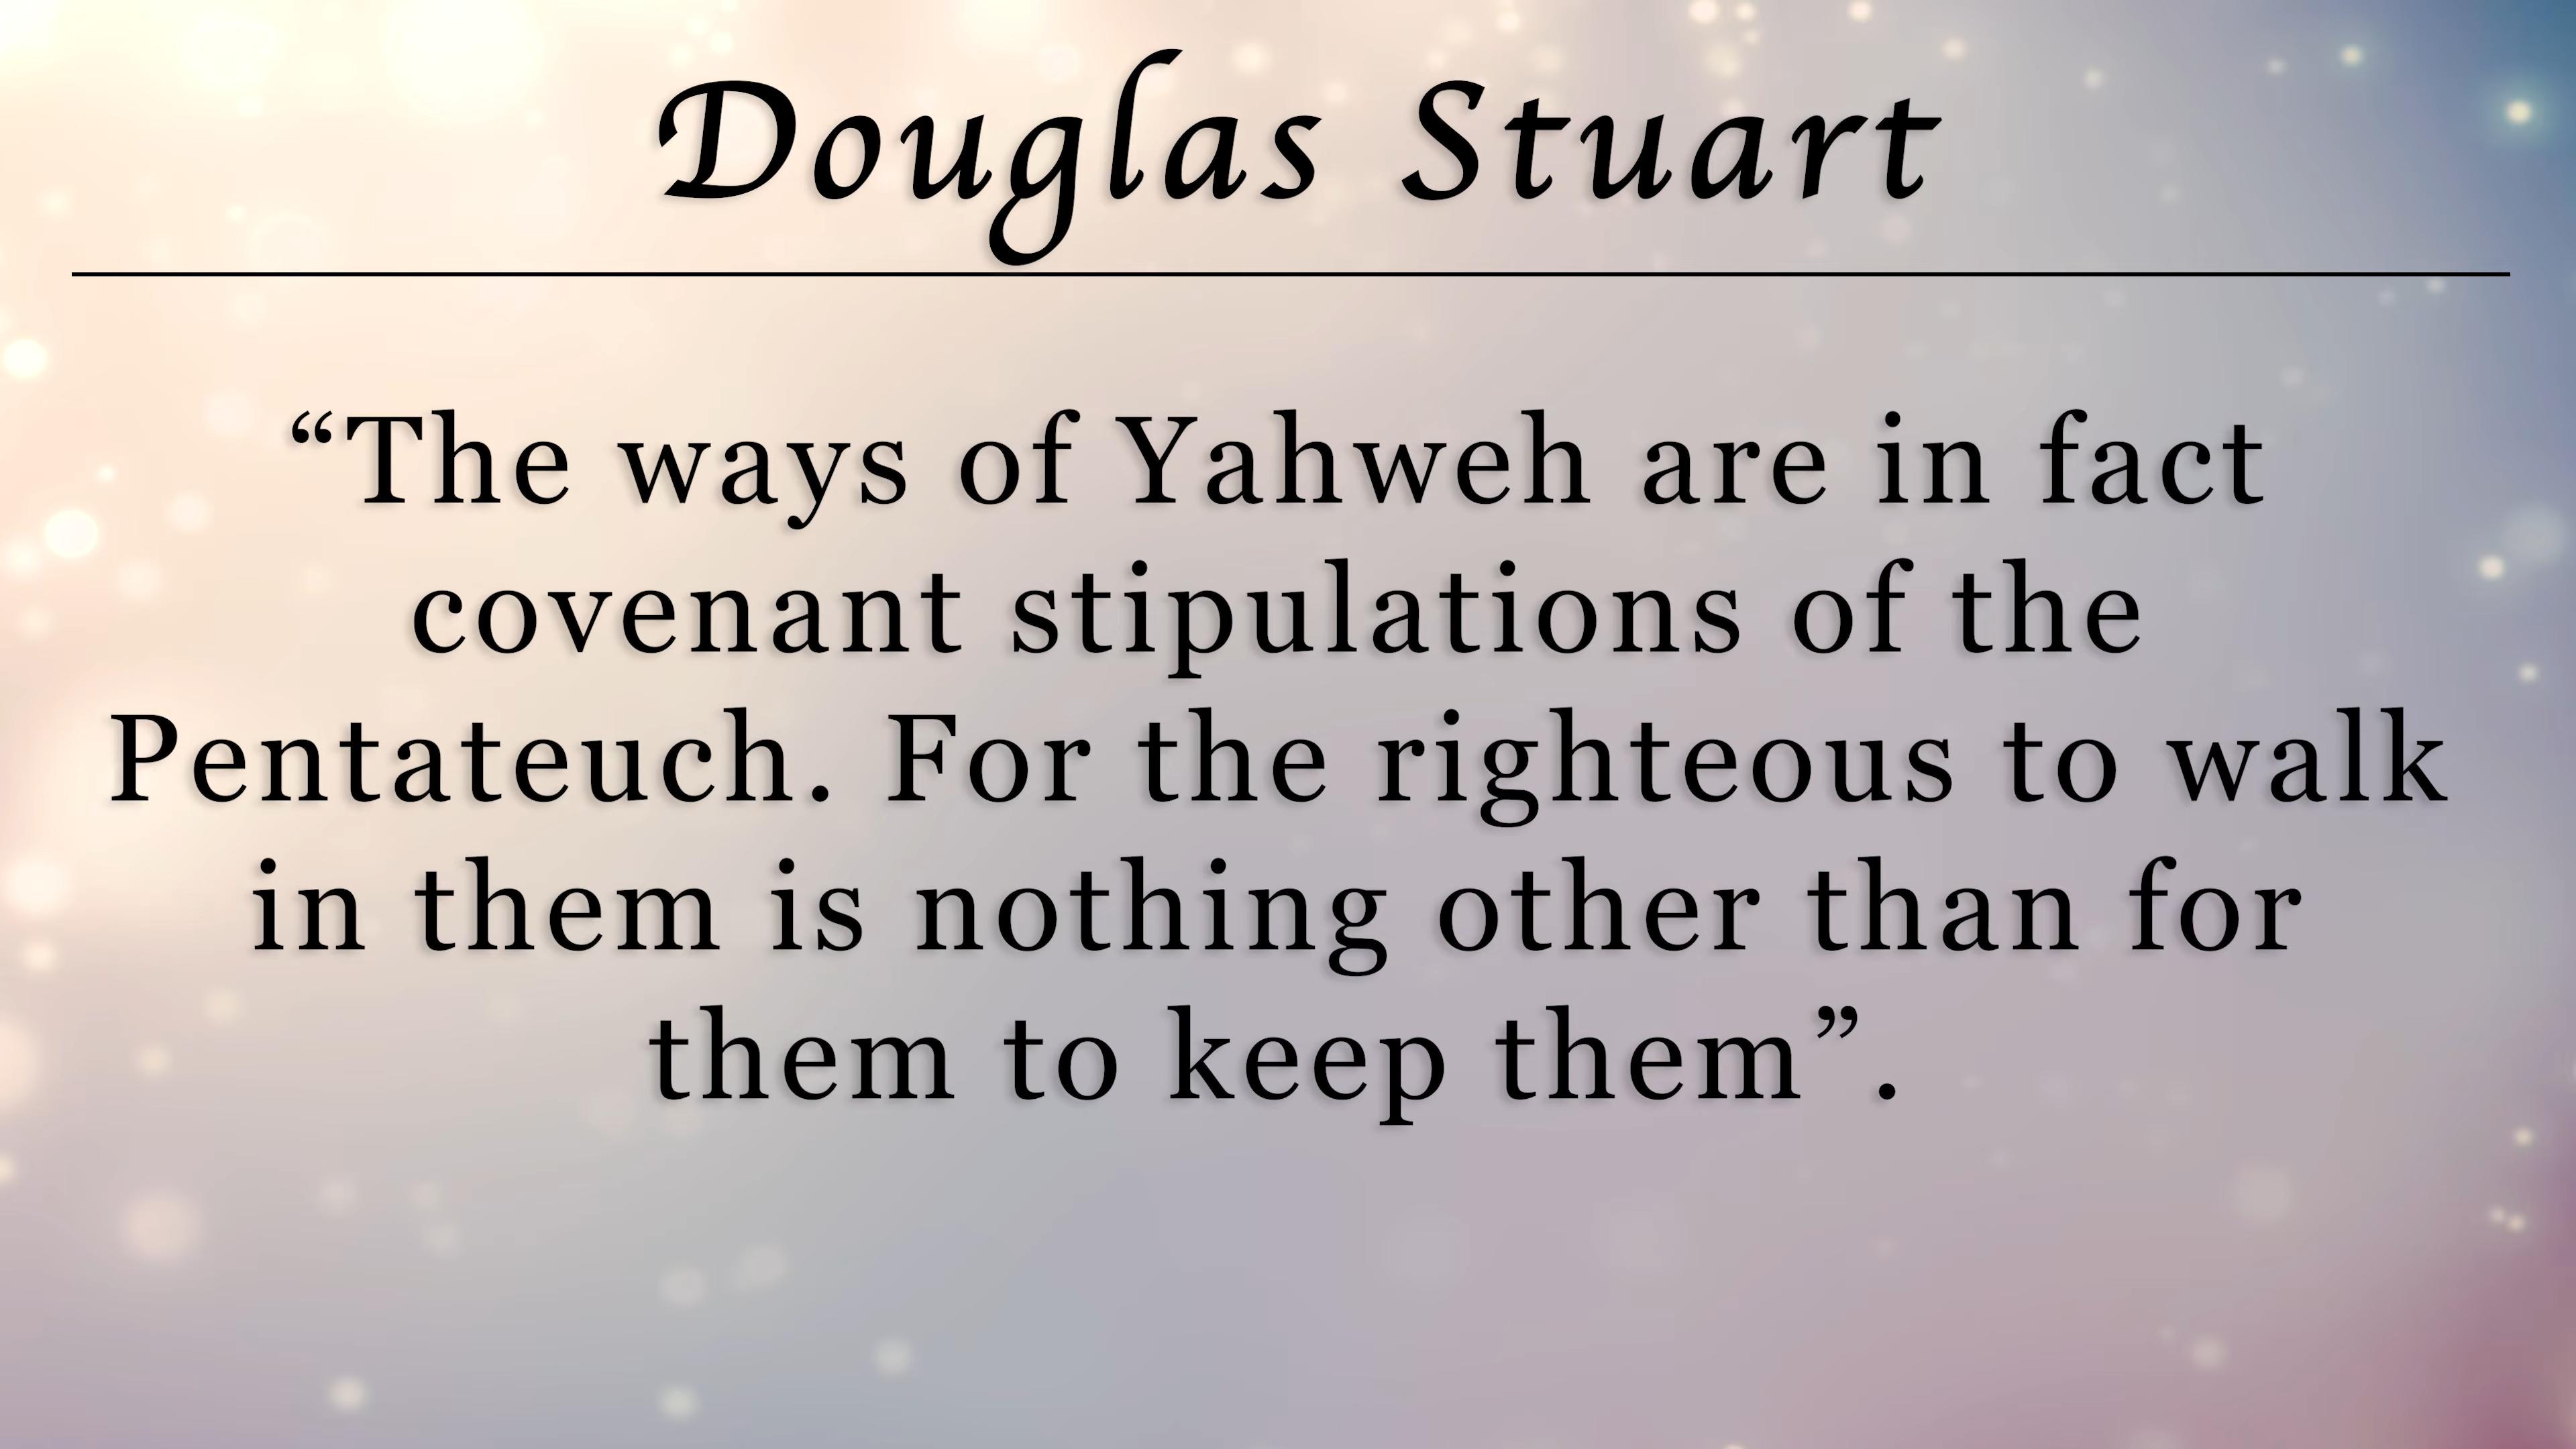 Douglas Stuart
“The ways of Yahweh are in fact
covenant stipulations of the
Pentateuch. For the righteous to walk
in them is nothing other than for
them to keep them”.